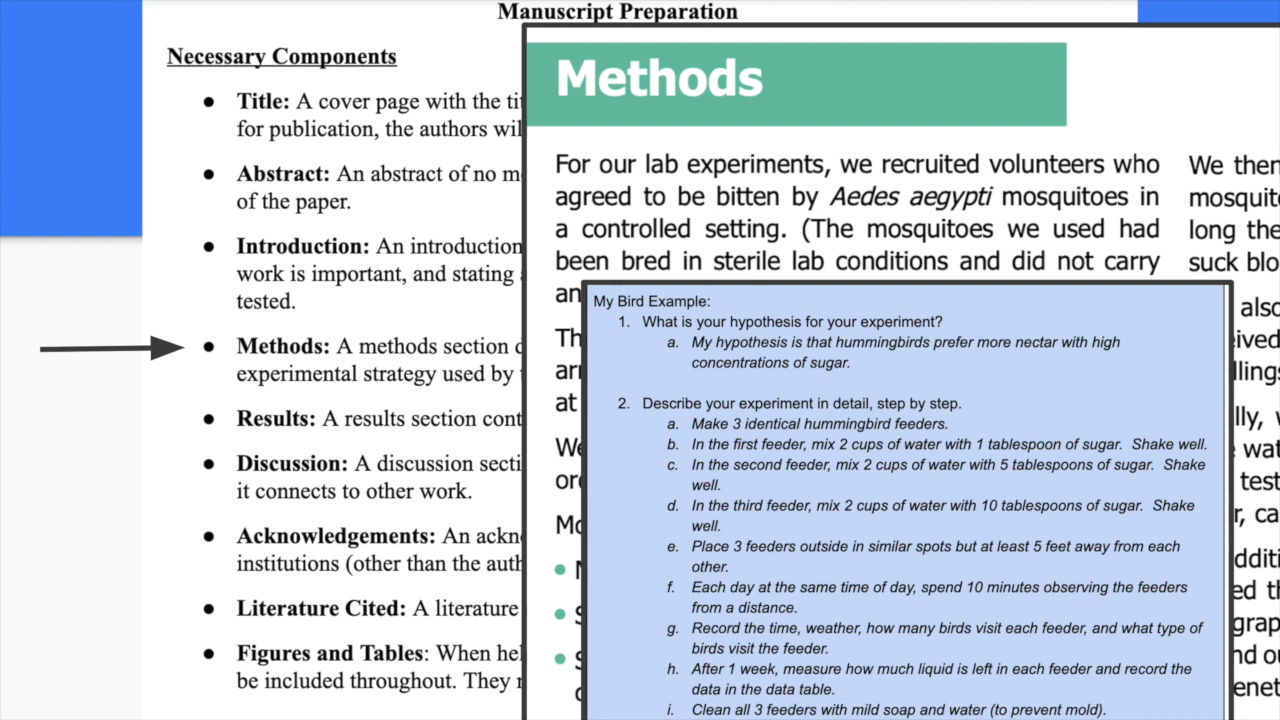 Manuscript Preparation
Necessary Components
● Title: A cover page with the
for publication, the authors
● Abstract: An abstract of no
of the paper.
● Introduction: An introduction
work is important, and stating
tested.
● Methods: A methods section
experimental strategy used by
● Results: A results section
● Discussion: A discussion
it connects to other work.
● Acknowledgements: An
institutions (other than the
● Literature Cited: A literature
● Figures and Tables: When
be included throughout. They
Methods
For our lab experiments, we recruited volunteers who
agreed to be bitten by Aedes aegypti mosquitoes in
a controlled setting. (The mosquitoes we used had
been bred in sterile lab conditions and did not carry
an
Th
at
We
We then
long the
suck
My Bird Example:
1. What is your hypothesis for your experiment?
a. My hypothesis is that hummingbirds prefer more nectar with high
concentrations of sugar.
2. Describe your experiment in detail, step by step.
a. Make 3 identical hummingbird feeders.
b. In the first feeder, mix 2 cups of water with 1 tablespoon of sugar. Shake well.
c. In the second feeder, mix 2 cups of water with 5 tablespoons of sugar. Shake
well.
d. In the third feeder, mix 2 cups of water with 10 tablespoons of sugar. Shake
well.
e. Place 3 feeders outside in similar spots but at least 5 feet away from each
other.
f. Each day at the same time of day, spend 10 minutes observing the feeders
from a distance.
g. Record the time, weather, how many birds visit each feeder, and what type of
birds visit the feeder.
h. After 1 week, measure how much liquid is left in each feeder and record the
data in the data table.
i. Clean all 3 feeders with mild soap and water (to prevent mold).